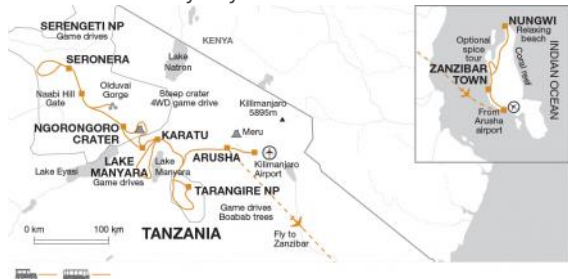 SERENGETI NP
Game drives
SERONERA
Naabi Hill
Gate
Olduvai
Gorge
NGORONGORO
CRATER
Lake Eyasi
LAKE
MANYARA
Game drives
KENYA
Lake
Natron
Steep crater
4WD game drive
Killimanjaro
5895m
Meru
KARATU
ARUSHA
Kilimanjaro
Airport
Lake
Manyara
TARANGIRE NP
Game drives
Boabab trees
TANZANIA
Fly to
Zanzibar
0 km
100 km
NUNGWI
Relaxing
beach
Optional
spice
tour
Coral reef
ZANZIBAR
TOWN
From
Arusha
airport
INDIAN OCEAN